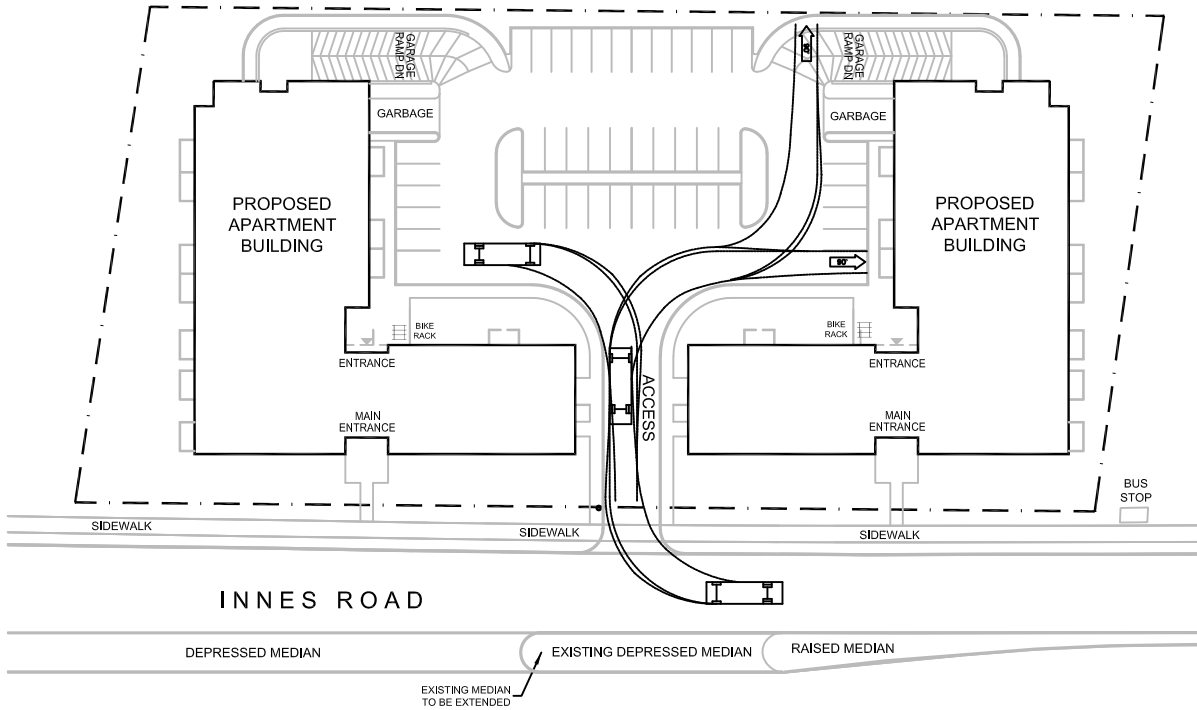 GARAGE
RAMP DN
GARAGE
RAMP DN
90°
GARBAGE
GARBAGE
PROPOSED
APARTMENT
BUILDING
PROPOSED
APARTMENT
BUILDING
90°
BIKE
RACK
BIKE
RACK
ENTRANCE
ENTRANCE
ACCESS
MAIN
ENTRANCE
MAIN
ENTRANCE
BUS
STOP
SIDEWALK
SIDEWALK
SIDEWALK
INNES ROAD
DEPRESSED MEDIAN
EXISTING DEPRESSED MEDIAN
RAISED MEDIAN
EXISTING MEDIAN
TO BE EXTENDED